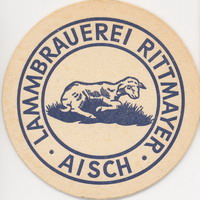 · LAMMBRAUEREI RITTMAYER ·
AISCH